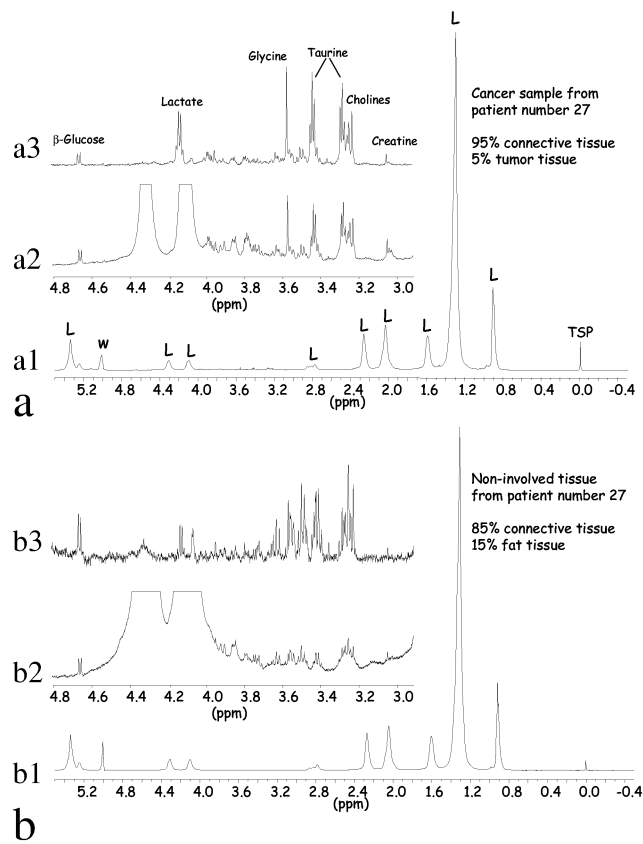 L
Glycine
Taurine
Lactate
Cholines
β-Glucose
Creatine
Cancer sample from
patient number 27
95% connective tissue
5% tumor tissue
a3
a2
4.8 4.6 4.4 4.2 4.0 3.8 3.6 3.4 3.2 3.0
(ppm)
L
L
w
L
L
L
L
L
L
TSP
a1
5.2 4.8 4.4 4.0 3.6 3.2 2.8 2.4 2.0 1.6 1.2 0.8 0.4 0.0 -0.4
(ppm)
a
Non-involved tissue
from patient number 27
85% connective tissue
15% fat tissue
b3
b2
4.8 4.6 4.4 4.2 4.0 3.8 3.6 3.4 3.2 3.0
(ppm)
b1
5.2 4.8 4.4 4.0 3.6 3.2 2.8 2.4 2.0 1.6 1.2 0.8 0.4 0.0 -0.4
(ppm)
b